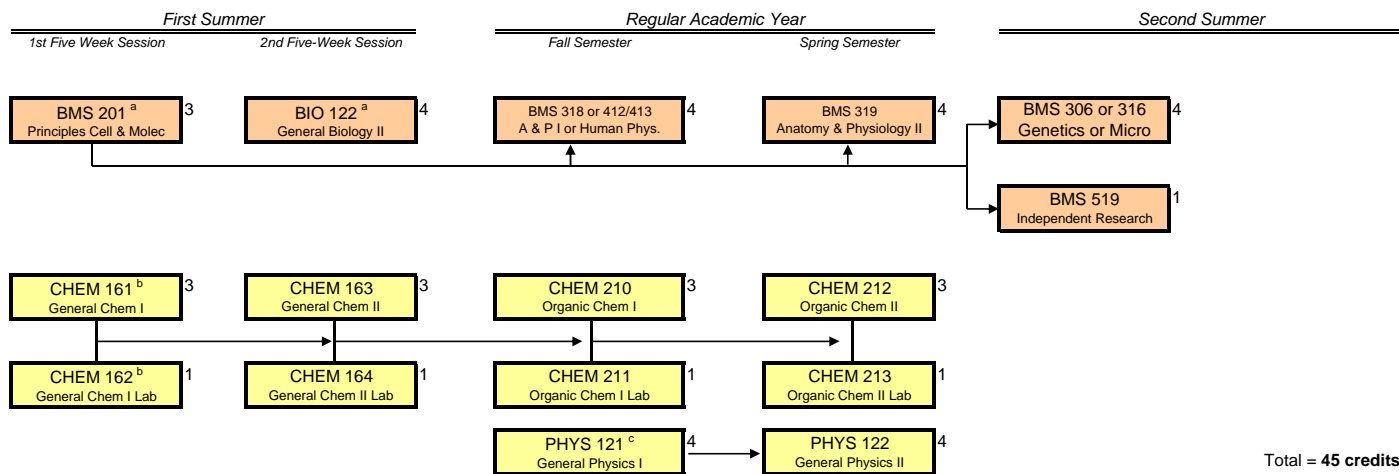 First Summer
Regular Academic Year
Second Summer
1st Five Week Session
2nd Five-Week Session
Fall Semester
Spring Semester
BMS 201 a
3
Principles Cell & Molec
BIO 122 a
4
General Biology II
BMS 318 or 412/413
4
A & P I or Human Phys.
BMS 319
4
Anatomy & Physiology II
BMS 306 or 316
4
Genetics or Micro
BMS 519
1
Independent Research
CHEM 161 b
3
General Chem I
CHEM 163
3
General Chem II
CHEM 210
3
Organic Chem I
CHEM 212
3
Organic Chem II
CHEM 162 b
1
General Chem I Lab
CHEM 164
1
General Chem II Lab
CHEM 211
1
Organic Chem I Lab
CHEM 213
1
Organic Chem II Lab
PHYS 121 c
4
General Physics I
PHYS 122
4
General Physics II
Total = 45 credits